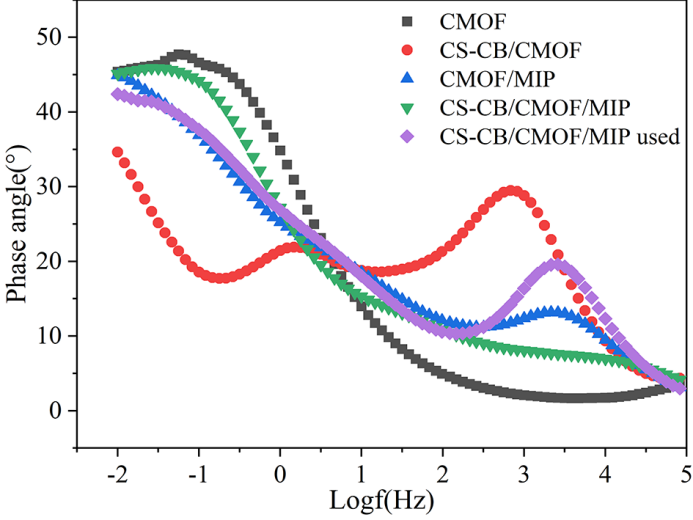 CMOF
CS-CB/CMOF
CMOF/MIP
CS-CB/CMOF/MIP
CS-CB/CMOF/MIP used
Phase angle(°)
50
40
30
20
10
0
-2 -1 0 1 2 3 4 5
Logf(Hz)